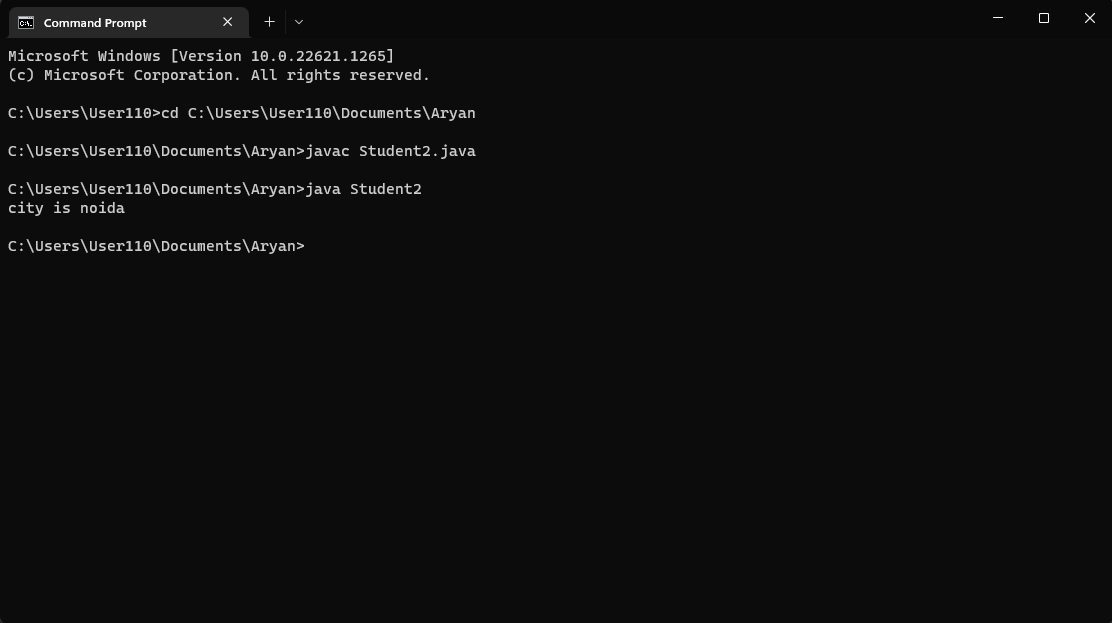 Command Prompt
Microsoft Windows [Version 10.0.22621.1265]
(c) Microsoft Corporation. All rights reserved.
C:\Users\User110>cd C:\Users\User110\Documents\Aryan
C:\Users\User110\Documents\Aryan>javac Student2.java
C:\Users\User110\Documents\Aryan>java Student2
city is noida
C:\Users\User110\Documents\Aryan>